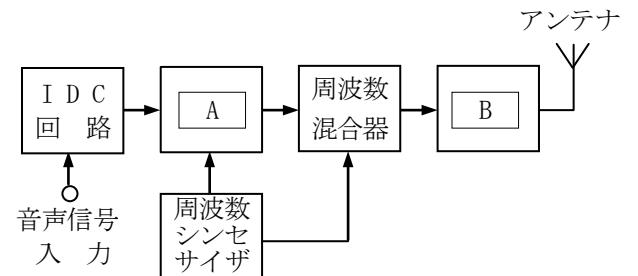 アンテナ
I D C
回 路
A
周波数
混合器
B
音声信号
入 力
周波数
シンセ
サイザ